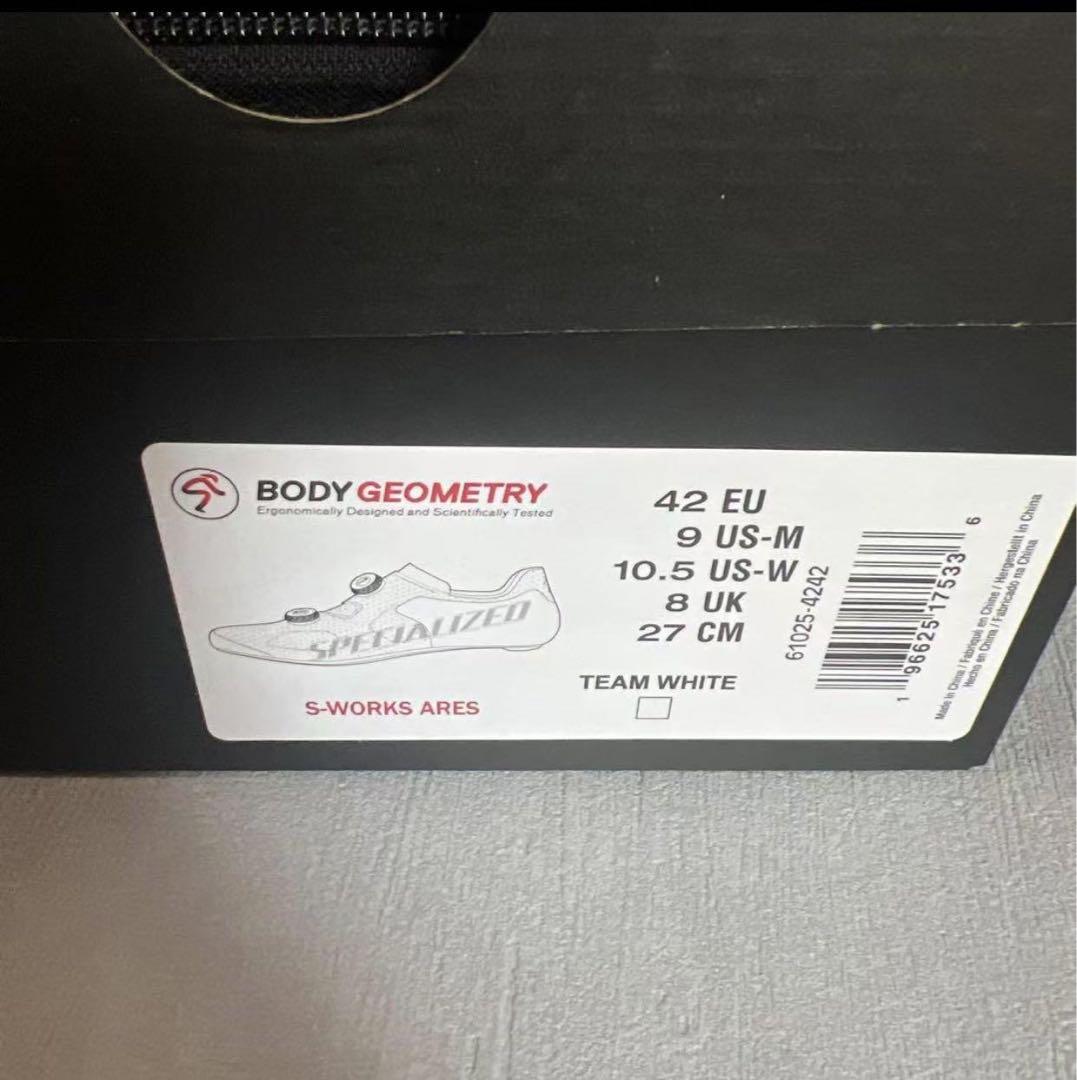 BODY GEOMETRY
Ergonomically Designed and Scientifically Tested
SPECIALIZED
S-WORKS ARES
42 EU
9 US-M
10.5 US-W
8 UK
27 CM
TEAM WHITE
61025-4242
1 96625 17533 6
Made in China / Fabriqué en Chine / Hergestellt in China
Hecho en China / Fabricado na China